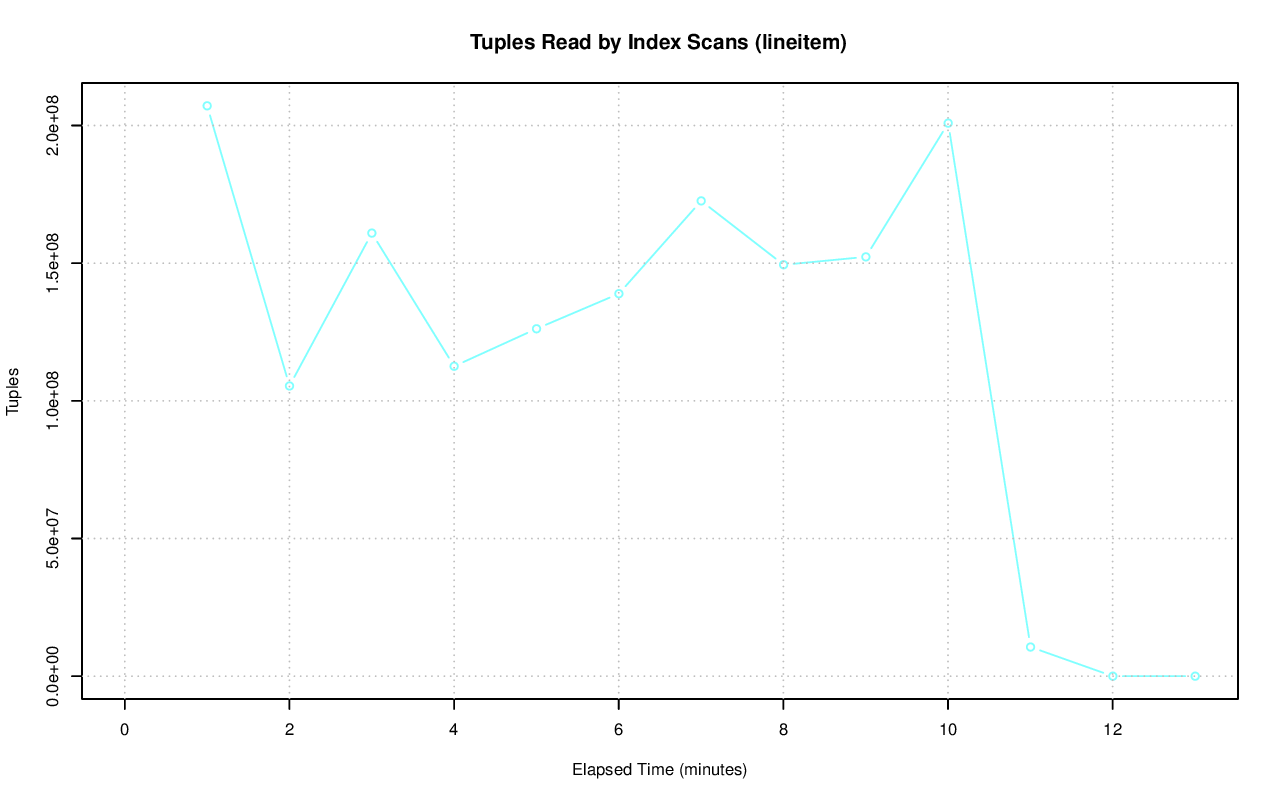 Tuples Read by Index Scans (lineitem)
2.0e+08
1.5e+08
1.0e+08
5.0e+07
0.0e+00
Tuples
0 2 4 6 8 10 12
Elapsed Time (minutes)